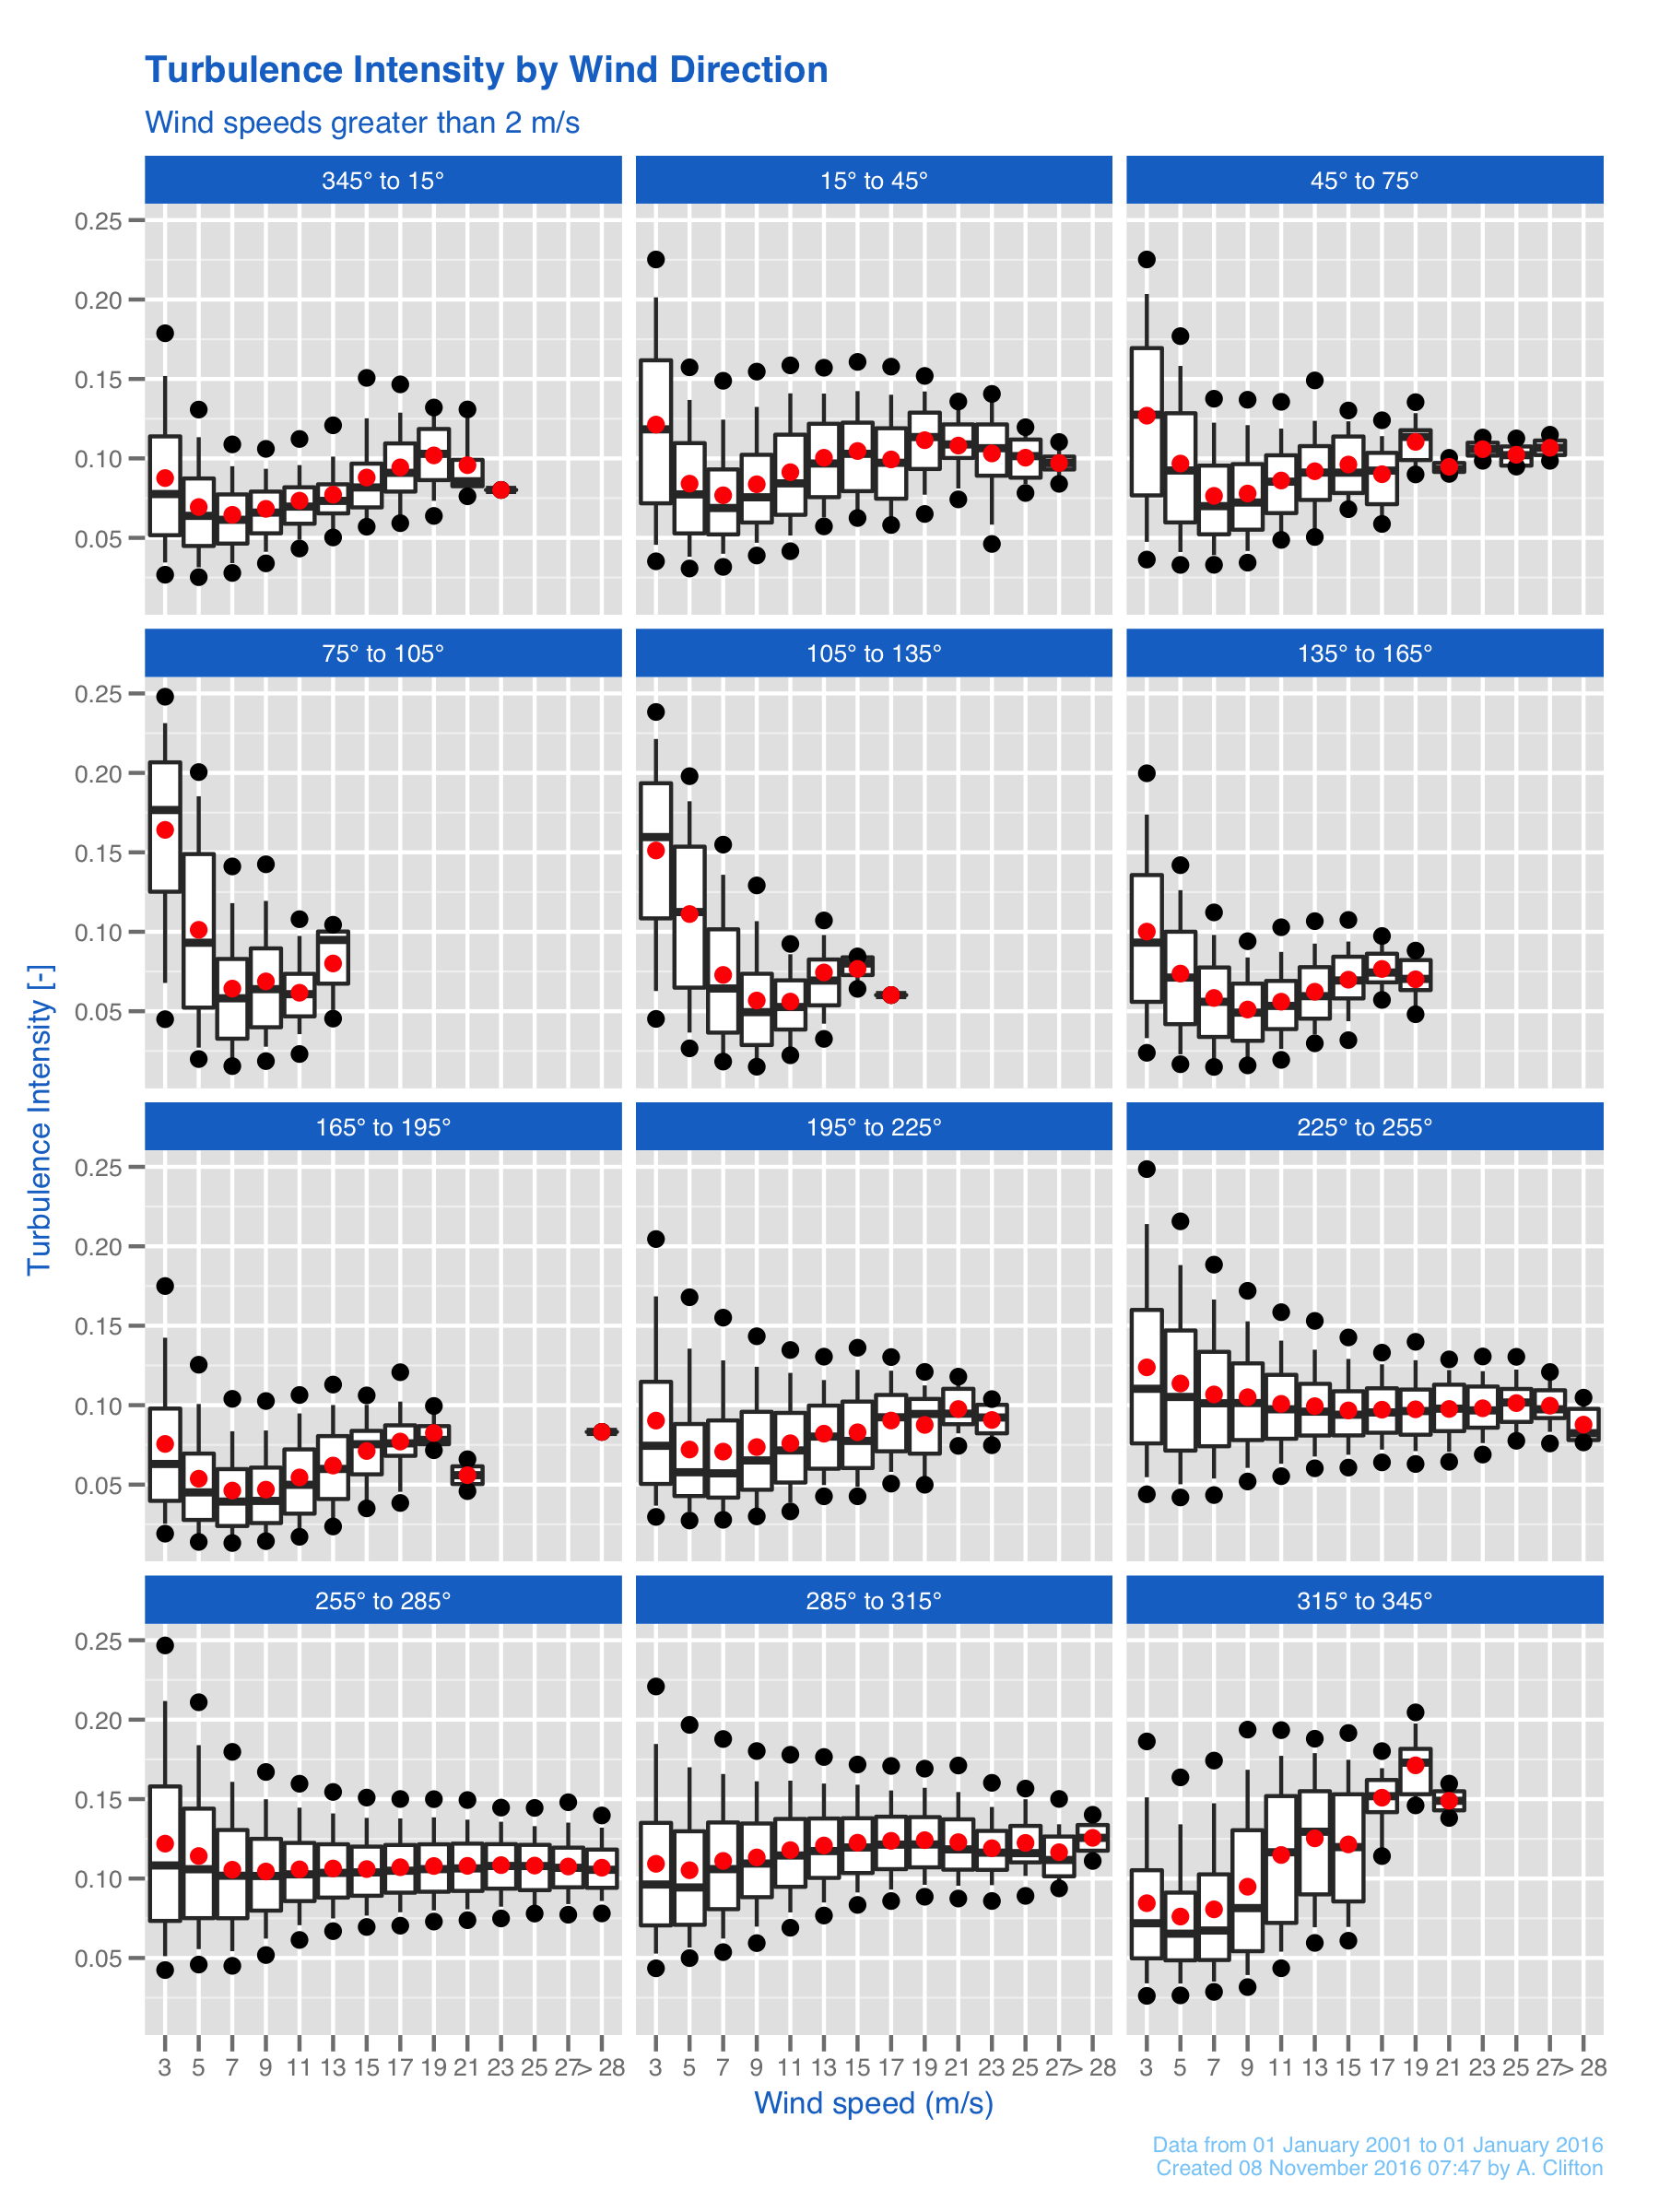 Turbulence Intensity by Wind Direction
Wind speeds greater than 2 m/s
345° to 15°
15° to 45°
45° to 75°
0.25
0.20
0.15
0.10
0.05
75° to 105°
105° to 135°
135° to 165°
0.25
0.20
0.15
0.10
0.05
Turbulence Intensity [-]
165° to 195°
195° to 225°
225° to 255°
0.25
0.20
0.15
0.10
0.05
255° to 285°
285° to 315°
315° to 345°
0.25
0.20
0.15
0.10
0.05
3 5 7 9 11 13 15 17 19 21 23 25 27 > 28
3 5 7 9 11 13 15 17 19 21 23 25 27 > 28
3 5 7 9 11 13 15 17 19 21 23 25 27 > 28
Wind speed (m/s)
Data from 01 January 2001 to 01 January 2016
Created 08 November 2016 07:47 by A. Clifton